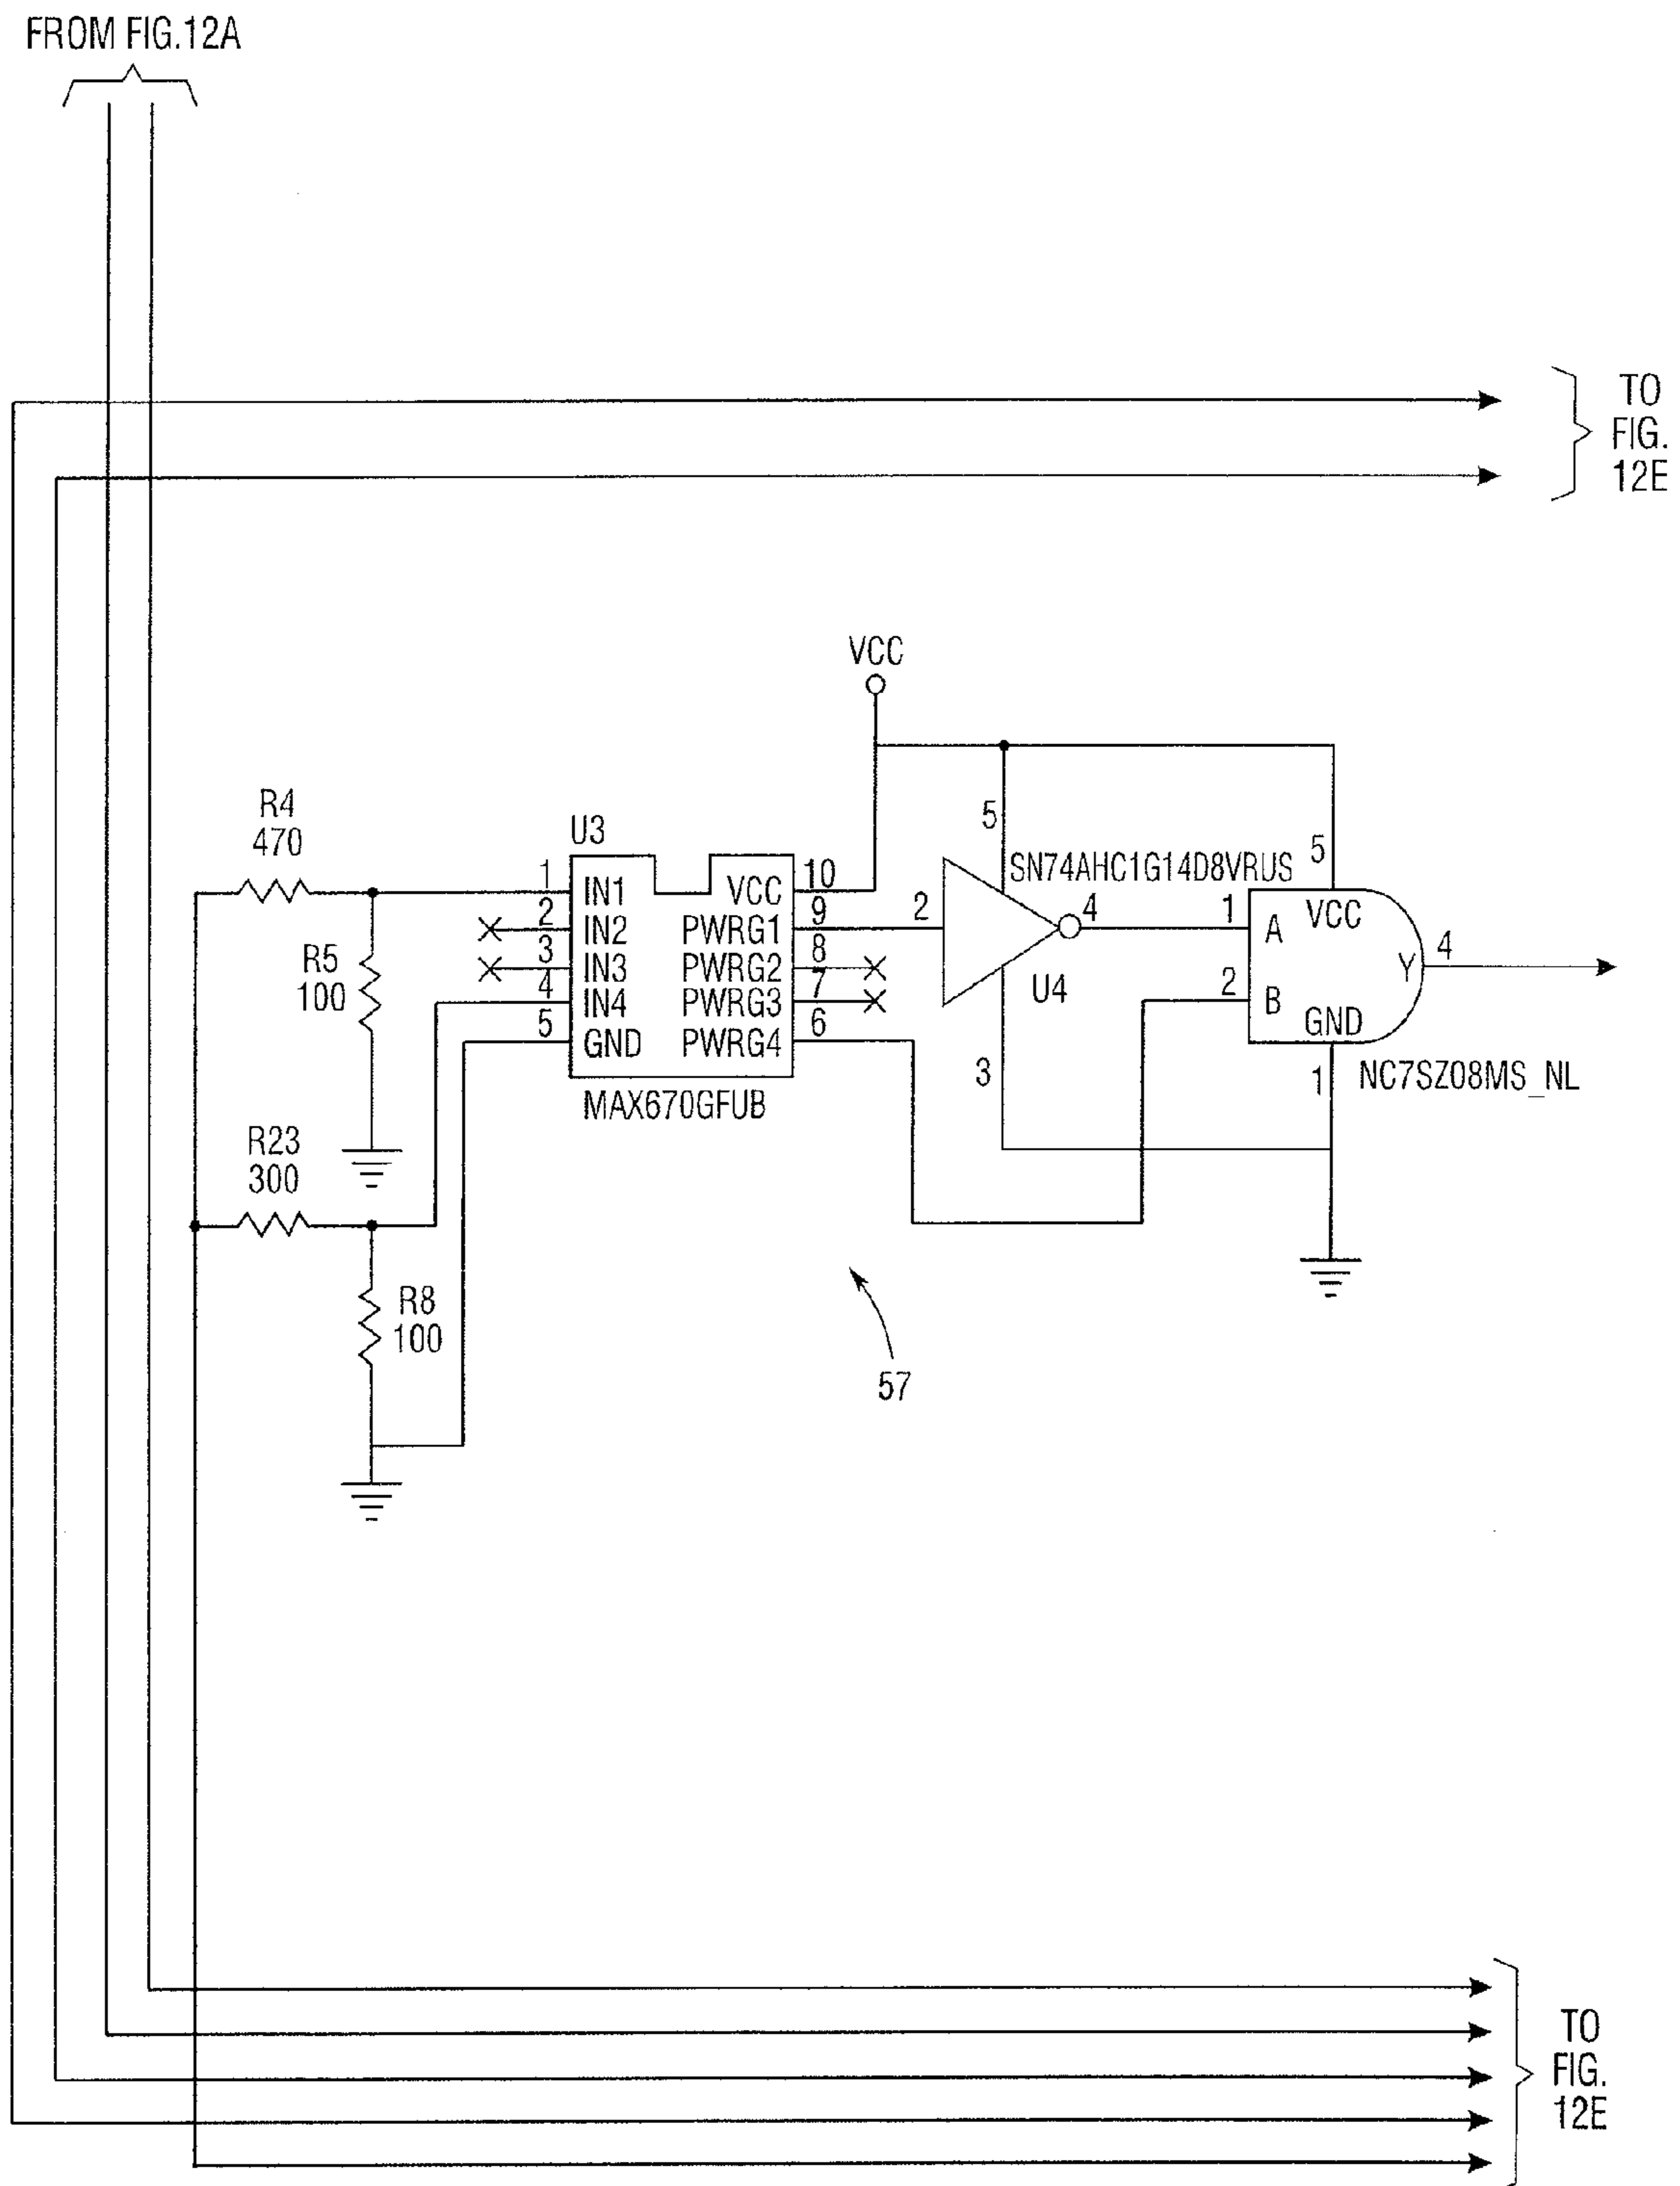 FROM FIG.12A
TO
FIG.
12E
VCC
R4
470
U3
R5
100
1
2
3
4
5
IN1
IN2
IN3
IN4
GND
VCC
PWRG1
PWRG2
PWRG3
PWRG4
10
9
8
7
6
MAX670GFUB
5
SN74AHC1G14D8VRUS
2
4
U4
3
5
1
2
A
VCC
B
GND
Y
4
1
NC7SZ08MS_NL
R23
300
R8
100
57
TO
FIG.
12E